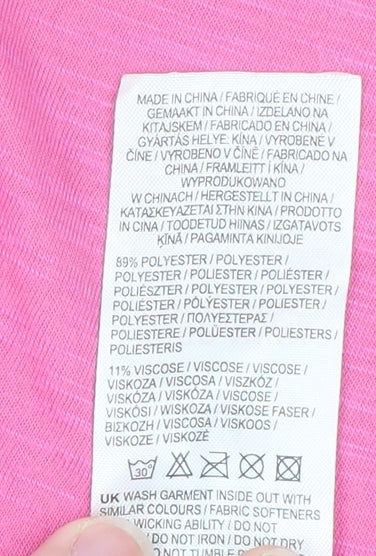 MADE IN CHINA / FABRIQUÉ EN CHINE /
GEMAAKT IN CHINA / IZDELANO NA
KITAJSKEM / FABRICADO EN CHINA /
GYÁRTÁS HELYE: KÍNA / VYROBENÉ V
ČÍNE / VYROBENO V ČÍNĚ / FABRICADO NA
CHINA / FRAMLEITT Í KÍNA /
WYPRODUKOWANO
W CHINACH / HERGESTELLT IN CHINA /
ΚΑΤΑΣΚΕΥΑΖΕΤΑΙ ΣΤΗΝ ΚΙΝΑ / PRODOTTO
IN CINA / TOODETUD HIINAS / IZGATAVOTS
ĶĪNĀ / PAGAMINTA KINIJOJE
89% POLYESTER / POLYESTER /
POLYESTER / POLIESTER / POLIÉSTER /
POLIÉSZTER / POLYESTER / POLYESTER /
POLIÉSTER / PÓLÝESTER / POLIESTER /
POLYESTER / ΠΟΛΥΕΣΤΕΡΑΣ /
POLIESTERE / POLÜESTER / POLIESTERS /
POLIESTERIS
11% VISCOSE / VISCOSE / VISCOSE /
VISKOZA / VISCOSA / VISZKÓZ /
VISKÓZA / VISKÓZA / VISCOSE /
VISKÓSI / WISKOZA / VISKOSE FASER /
ΒΙΣΚΟΖΗ / VISCOSA / VISKOOS /
VISKOZE / VISKOZĖ
30°
UK WASH GARMENT INSIDE OUT WITH
SIMILAR COLOURS / FABRIC SOFTENERS
WICKING ABILITY / DO NOT
DO NOT IRON / DO NOT DRY
DO NOT TUMBLE